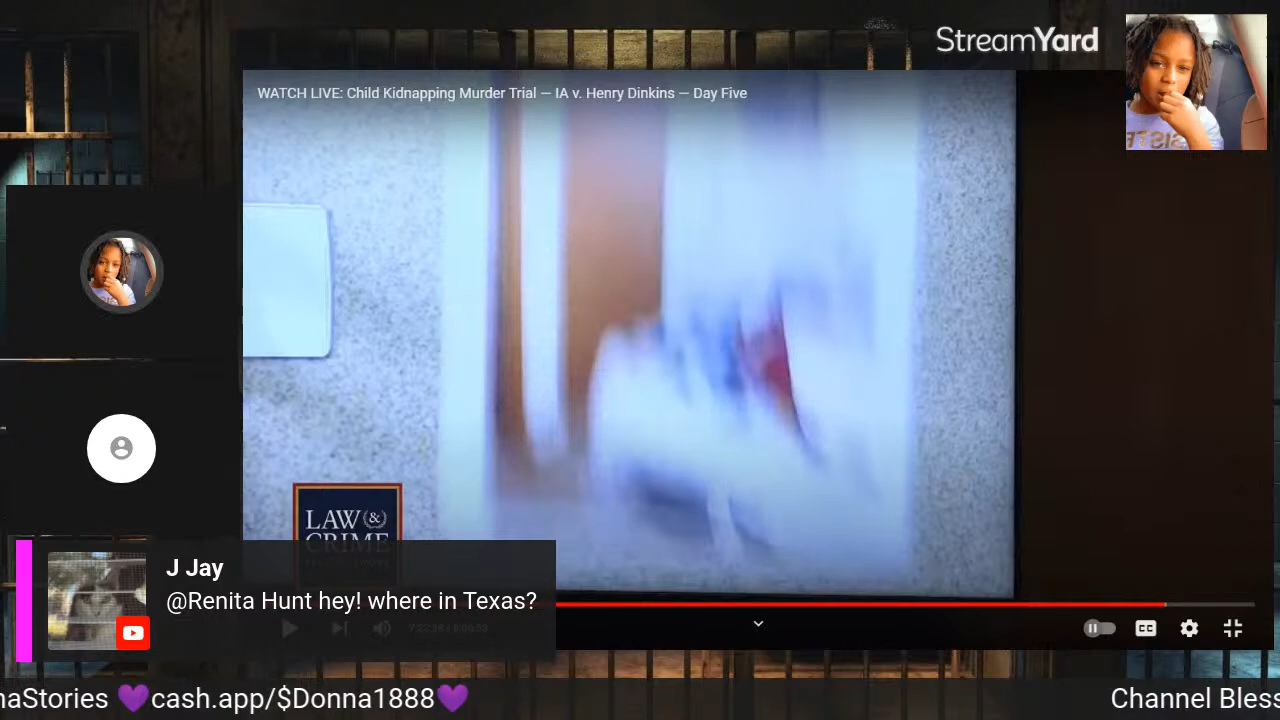 StreamYard
WATCH LIVE: Child Kidnapping Murder Trial — IA v. Henry Dinkins — Day Five
LAW &
CRIME
J Jay
@Renita Hunt hey! where in Texas?
CC
naStories 💜cash.app/$Donna1888💜
Channel Bless